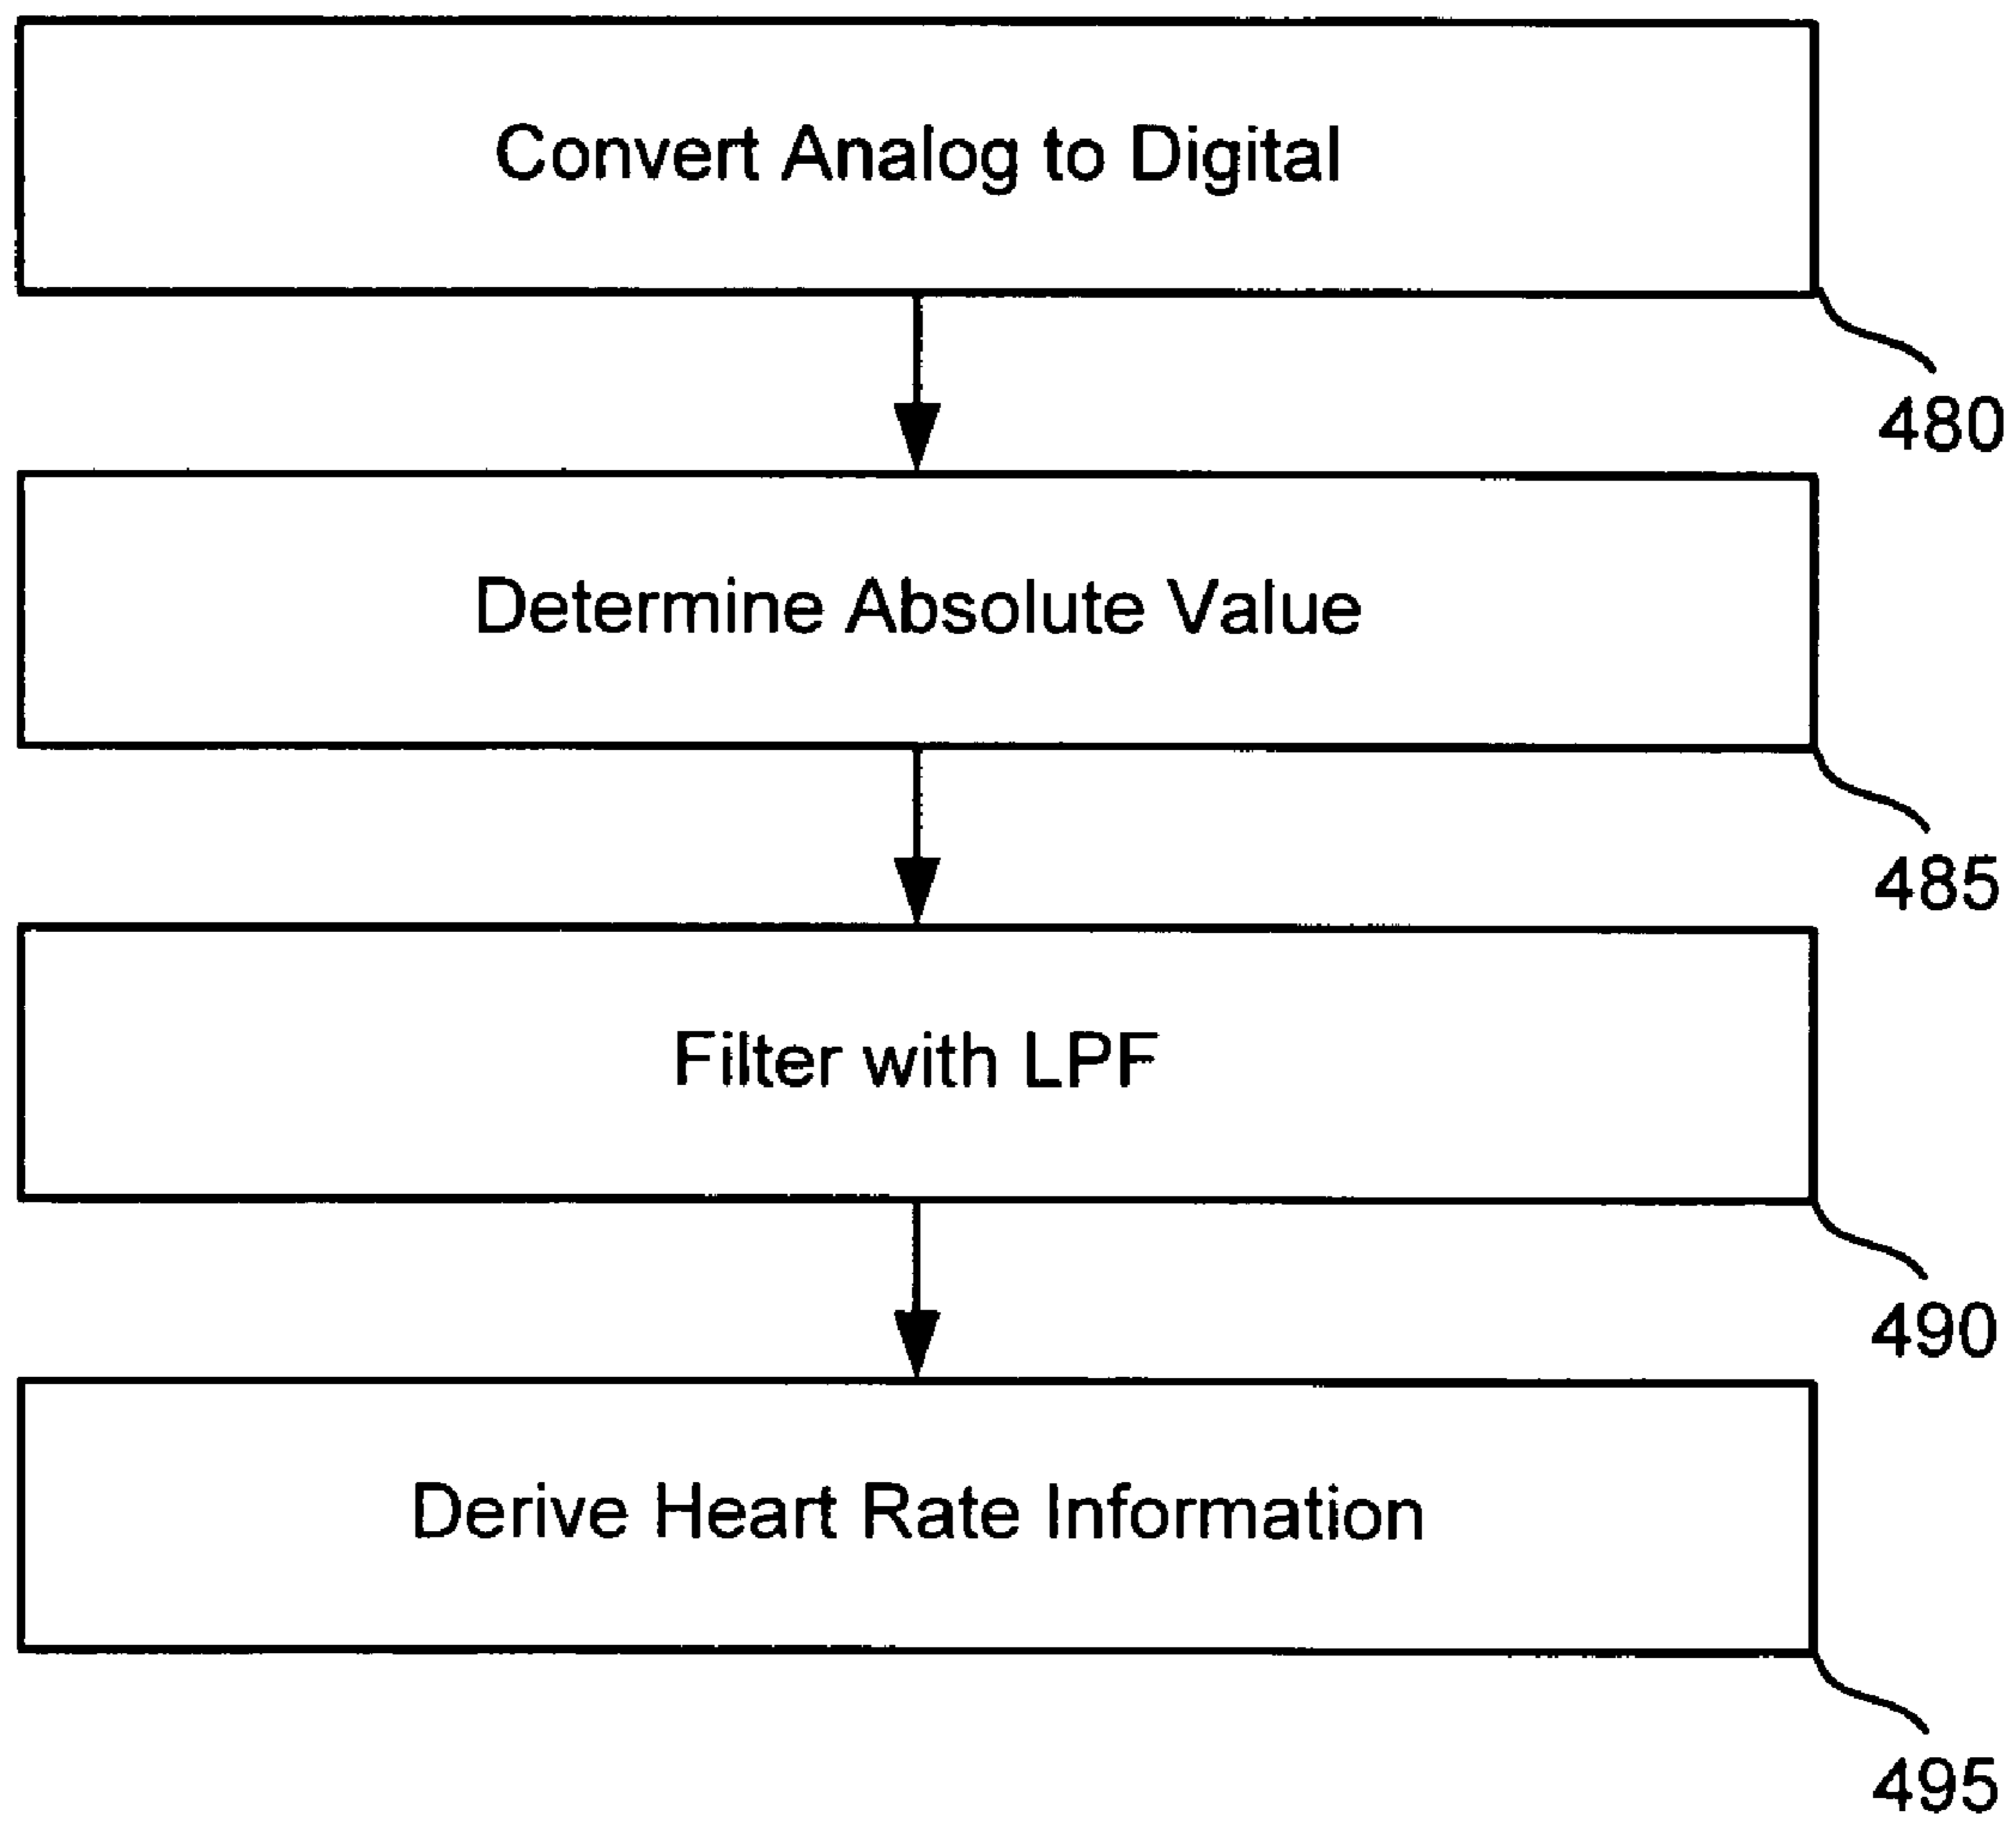 Convert Analog to Digital
480
Determine Absolute Value
485
Filter with LPF
490
Derive Heart Rate Information
495